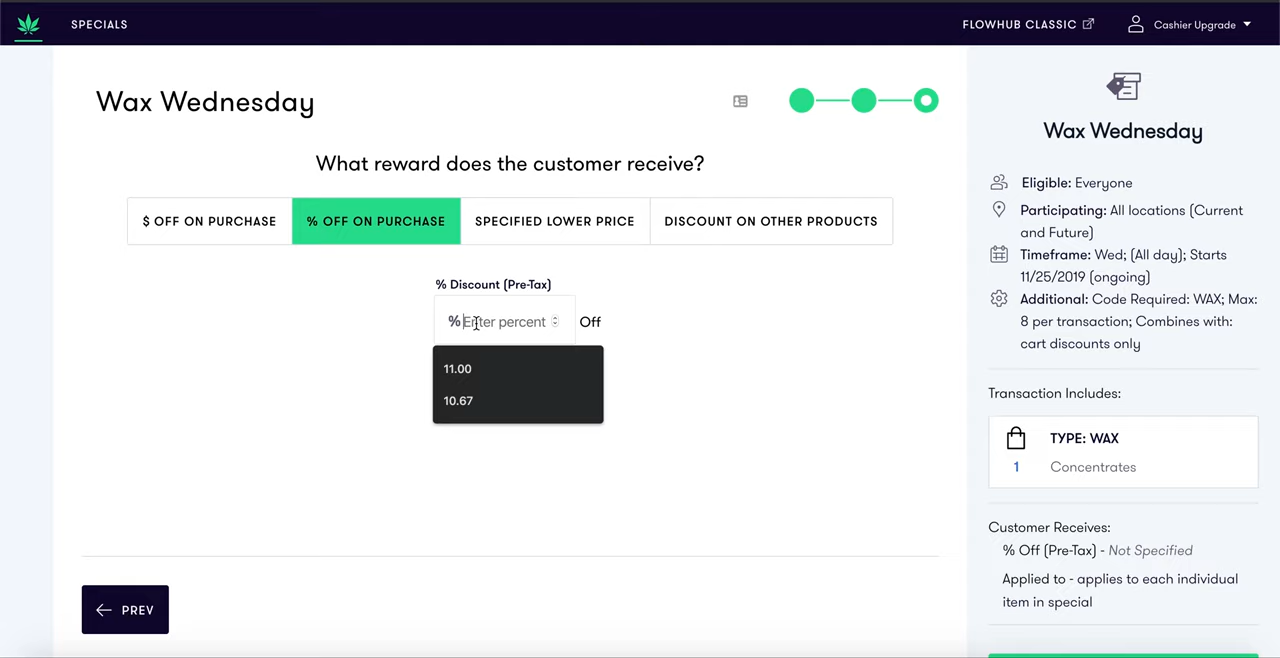 SPECIALS
FLOWHUB CLASSIC
Cashier Upgrade
Wax Wednesday
What reward does the customer receive?
$ OFF ON PURCHASE
% OFF ON PURCHASE
SPECIFIED LOWER PRICE
DISCOUNT ON OTHER PRODUCTS
% Discount (Pre-Tax)
% Enter percent Off
11.00
10.67
PREV
Wax Wednesday
Eligible: Everyone
Participating: All locations (Current
and Future)
Timeframe: Wed; (All day); Starts
11/25/2019 (ongoing)
Additional: Code Required: WAX; Max:
8 per transaction; Combines with:
cart discounts only
Transaction Includes:
TYPE: WAX
1 Concentrates
Customer Receives:
% Off (Pre-Tax) - Not Specified
Applied to - applies to each individual
item in special